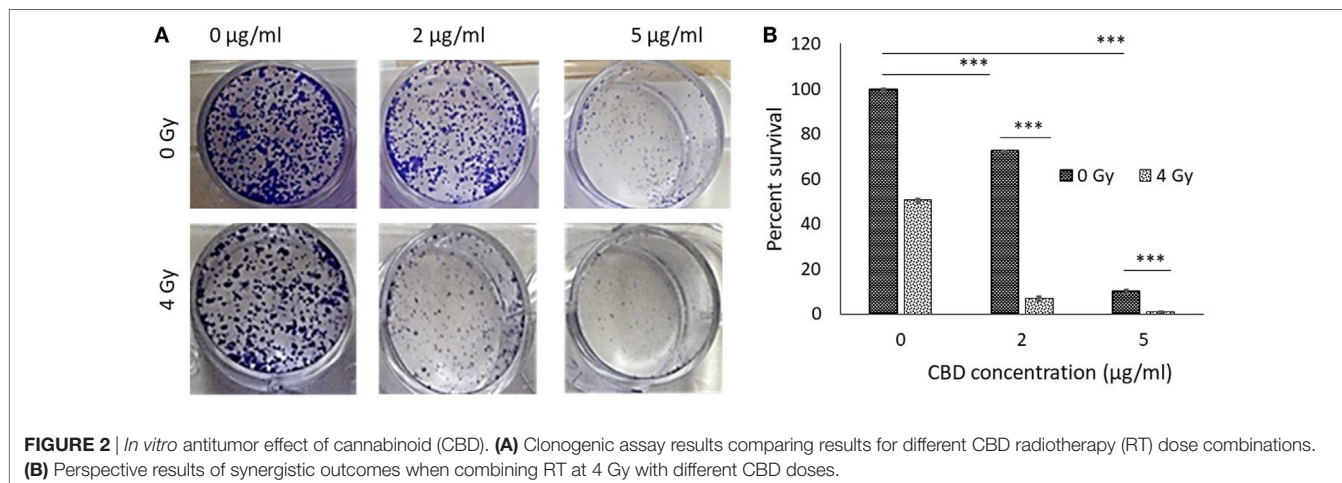 A
0 µg/ml 2 µg/ml 5 µg/ml
0 Gy
4 Gy
B
120
100
80
60
40
20
0
Percent survival
***
***
***
***
0 Gy 4 Gy
0 2 5
CBD concentration (µg/ml)
FIGURE 2 | In vitro antitumor effect of cannabinoid (CBD). (A) Clonogenic assay results comparing results for different CBD radiotherapy (RT) dose combinations.
(B) Perspective results of synergistic outcomes when combining RT at 4 Gy with different CBD doses.